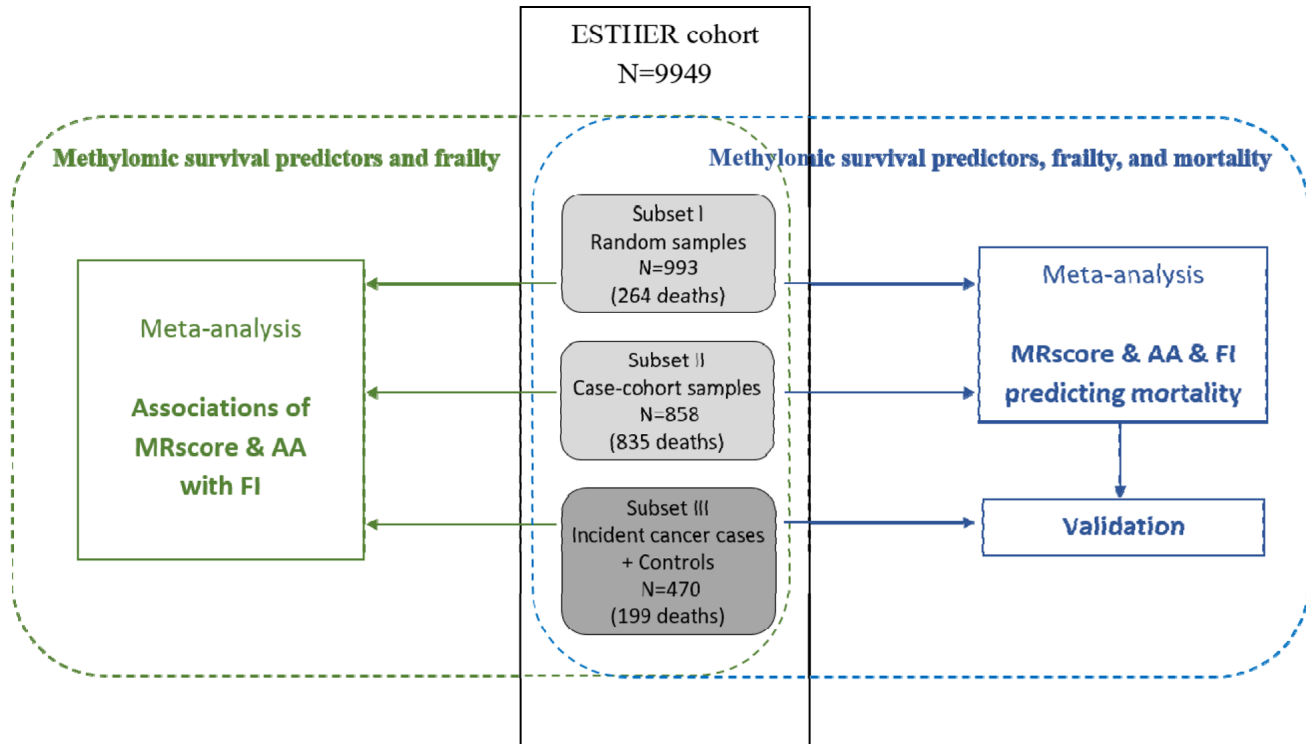 ESTHER cohort
N=9949
Methylomic survival predictors and frailty
Methylomic survival predictors, frailty, and mortality
Subset I
Random samples
N=993
(264 deaths)
Subset II
Case-cohort samples
N=858
(835 deaths)
Subset III
Incident cancer cases
+ Controls
N=470
(199 deaths)
Meta-analysis
Associations of
MRscore & AA
with FI
Meta-analysis
MRscore & AA & FI
predicting mortality
Validation